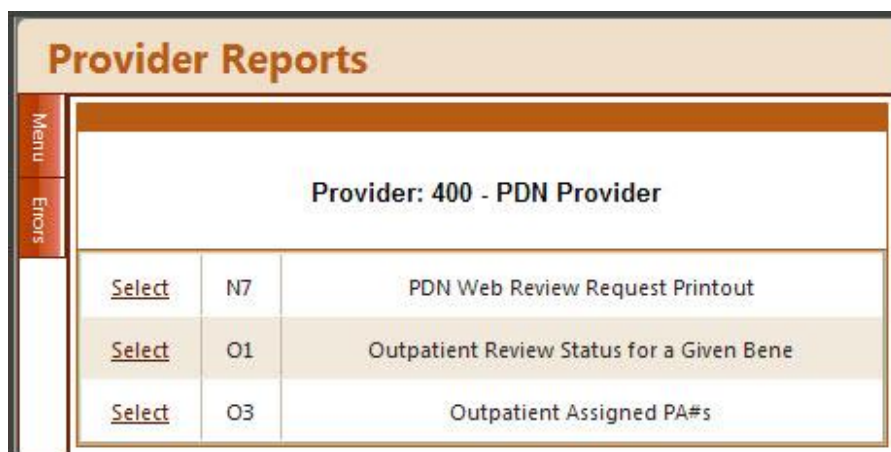 Provider Reports
Menu
Errors
Provider: 400 - PDN Provider
Select N7 PDN Web Review Request Printout
Select O1 Outpatient Review Status for a Given Bene
Select O3 Outpatient Assigned PA#s